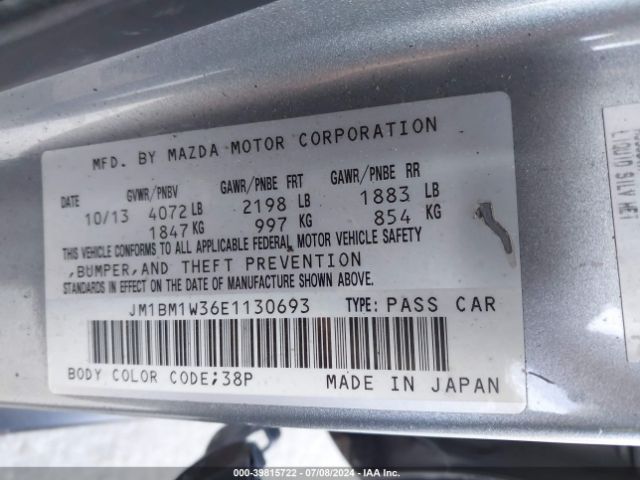 MFD. BY MAZDA MOTOR CORPORATION
DATE GVWR/PNBV GAWR/PNBE FRT GAWR/PNBE RR
10/13 4072 LB 2198 LB 1883 LB
1847 KG 997 KG 854 KG
THIS VEHICLE CONFORMS TO ALL APPLICABLE FEDERAL MOTOR VEHICLE SAFETY
,BUMPER,AND THEFT PREVENTION
STANDARDS IN EFFECT ON THE DATE OF MANUFACTURE SHOWN ABOVE.
JM1BM1W36E1130693 TYPE: PASS CAR
BODY COLOR CODE;38P MADE IN JAPAN
LIQUID SILV MET
000-39815722 - 07/08/2024 - IAA Inc.